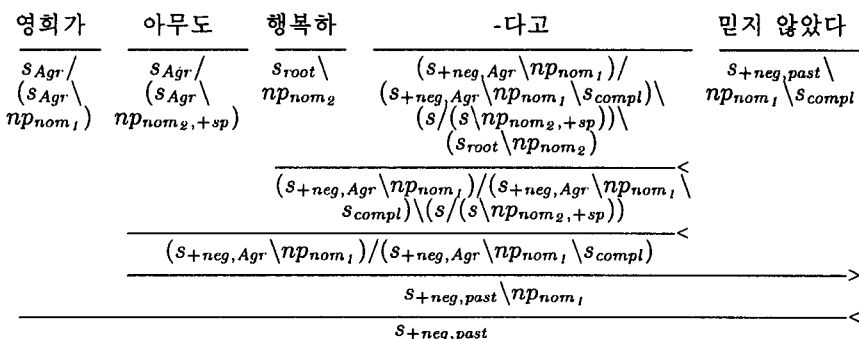 영희가 아무도 행복하 -다고 믿지 않았다
s_Agr/ s_Agr/ s_root\ (s_+neg,Agr\np_nom₁)/ s_+neg,past\
(s_Agr\ (s_Agr\ np_nom₂ (s_+neg,Agr\np_nom₁\s_compl)\ np_nom₁\s_compl
np_nom₁) np_nom₂,+sp) (s/(s\np_nom₂,+sp))\
(s_root\np_nom₂)
<
(s_+neg,Agr\np_nom₁)/(s_+neg,Agr\np_nom₁\
s_compl)\(s/(s\np_nom₂,+sp))
<
(s_+neg,Agr\np_nom₁)/(s_+neg,Agr\np_nom₁\s_compl)
>
s_+neg,past\np_nom₁
<
s_+neg,past